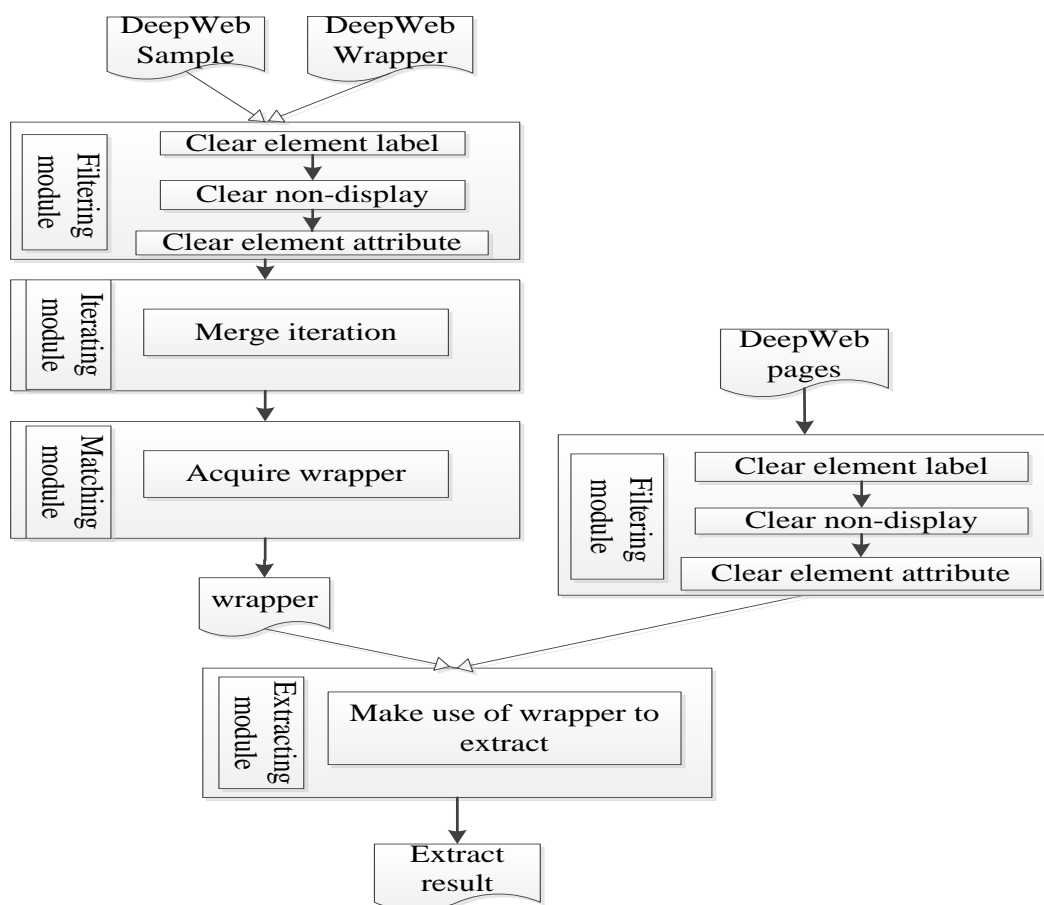 DeepWeb
Sample
DeepWeb
Wrapper
Filtering
module
Clear element label
Clear non-display
Clear element attribute
Iterating
module
Merge iteration
Matching
module
Acquire wrapper
wrapper
DeepWeb
pages
Filtering
module
Clear element label
Clear non-display
Clear element attribute
Extracting
module
Make use of wrapper to
extract
Extract
result